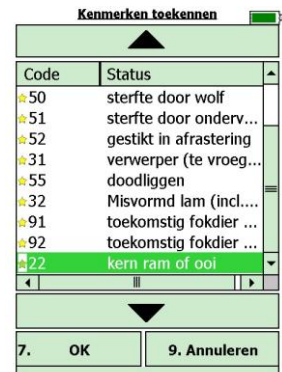 Kenmerken toekennen
Code Status
50 sterfte door wolf
51 sterfte door onderv...
52 gestikt in afrastering
31 verwerper (te vroeg...
55 doodliggen
32 Misvormd lam (incl....
91 toekomstig fokdier ...
92 toekomstig fokdier ...
22 kern ram of ooi
7. OK 9. Annuleren